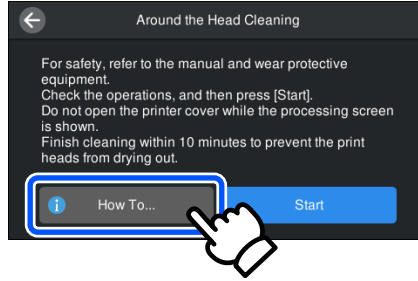 Around the Head Cleaning
For safety, refer to the manual and wear protective
equipment.
Check the operations, and then press [Start].
Do not open the printer cover while the processing screen
is shown.
Finish cleaning within 10 minutes to prevent the print
heads from drying out.
How To...
Start